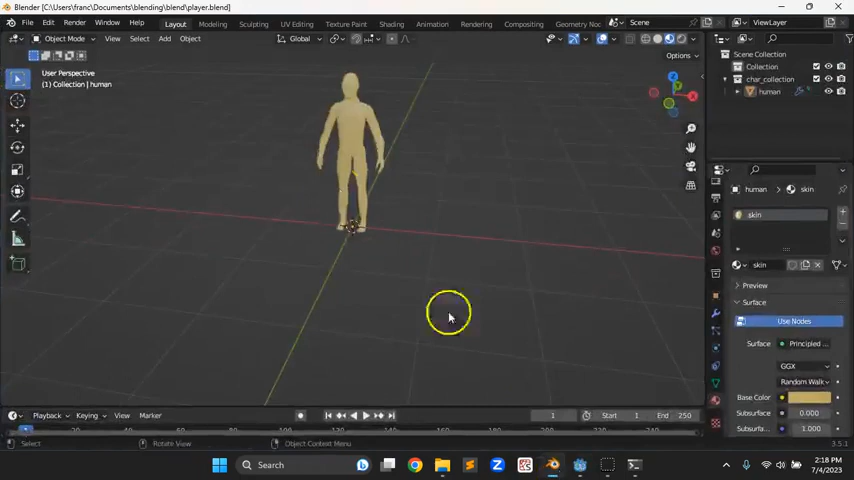 Blender [C:\Users\franc\Documents\blending\blend\player.blend]
File Edit Render Window Help Layout Modeling Sculpting UV Editing Texture Paint Shading Animation Rendering Compositing Geometry No Scene ViewLayer
Object Mode View Select Add Object Global
Options
User Perspective
(1) Collection | human
Scene Collection
Collection
char_collection
human
Z
Y
X
human skin
skin
skin
Preview
Surface
Use Nodes
Surface Principled ...
GGX
Random Walk
Base Color
Subsurface 0.000
Subsurfa.. 1.000
Playback Keying View Marker 1 Start 1 End 250
Select Rotate View Object Context Menu 3.5.1
Search
2:18 PM
7/4/2023